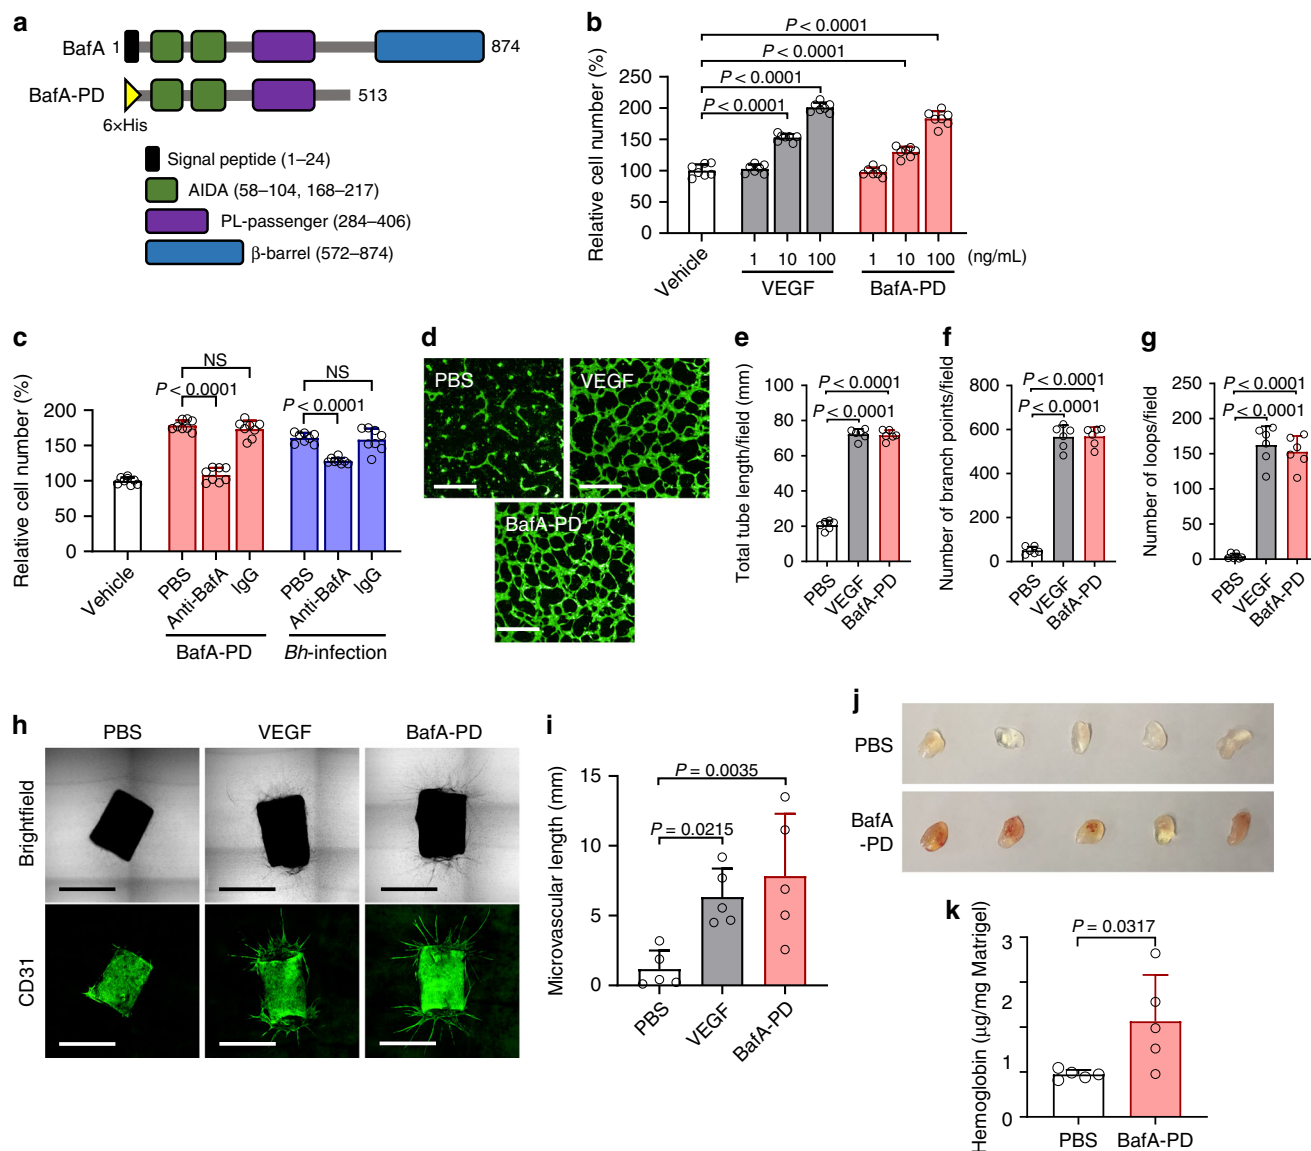 a
BafA 1 874
BafA-PD 513
6×His
Signal peptide (1–24)
AIDA (58–104, 168–217)
PL-passenger (284–406)
β-barrel (572–874)
b
P < 0.0001
P < 0.0001
P < 0.0001
P < 0.0001
Relative cell number (%)
250
200
150
100
50
0
Vehicle
1 10 100 1 10 100 (ng/mL)
VEGF BafA-PD
c
NS NS
P < 0.0001 P < 0.0001
Relative cell number (%)
200
150
100
50
0
Vehicle PBS Anti-BafA IgG PBS Anti-BafA IgG
BafA-PD Bh-infection
d
PBS VEGF
BafA-PD
e
Total tube length/field (mm)
P < 0.0001
P < 0.0001
100
80
60
40
20
0
PBS VEGF BafA-PD
f
Number of branch points/field
P < 0.0001
P < 0.0001
800
600
400
200
0
PBS VEGF BafA-PD
g
Number of loops/field
P < 0.0001
P < 0.0001
250
200
150
100
50
0
PBS VEGF BafA-PD
h
PBS VEGF BafA-PD
Brightfield
CD31
i
Microvascular length (mm)
P = 0.0035
P = 0.0215
15
10
5
0
PBS VEGF BafA-PD
j
PBS
BafA
-PD
k
Hemoglobin (μg/mg Matrigel)
P = 0.0317
3
2
1
0
PBS BafA-PD